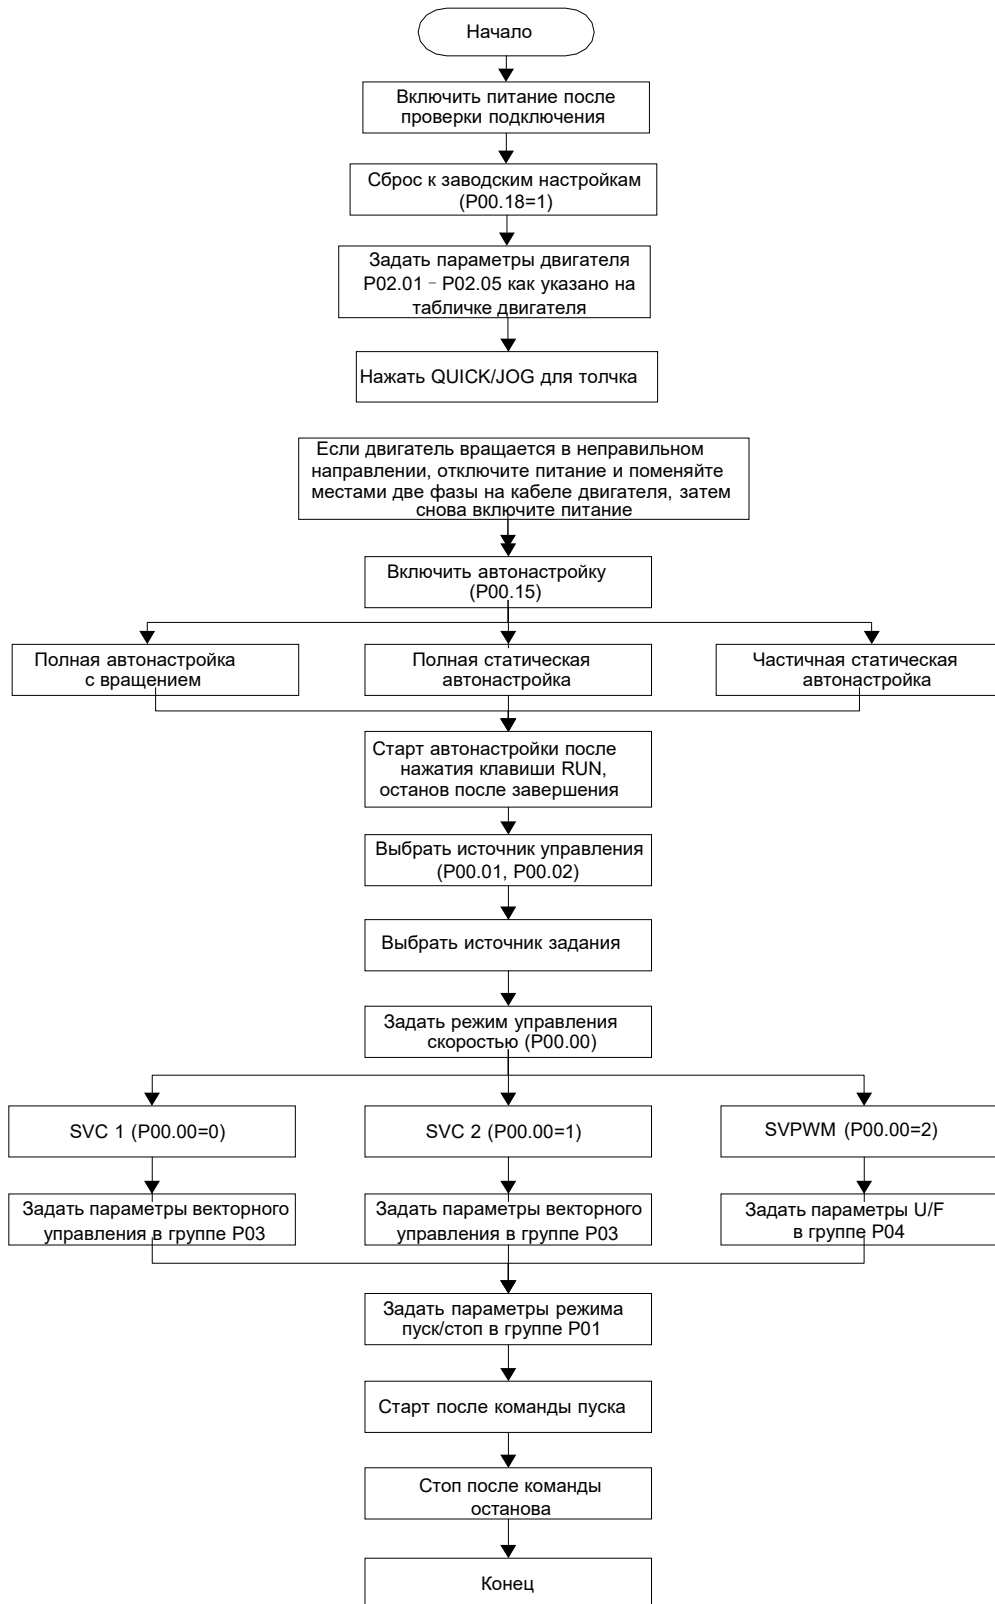 Начало
Включить питание после
проверки подключения
Сброс к заводским настройкам
(P00.18=1)
Задать параметры двигателя
P02.01 – P02.05 как указано на
табличке двигателя
Нажать QUICK/JOG для толчка
Если двигатель вращается в неправильном
направлении, отключите питание и поменяйте
местами две фазы на кабеле двигателя, затем
снова включите питание
Включить автонастройку
(P00.15)
Полная автонастройка
с вращением
Полная статическая
автонастройка
Частичная статическая
автонастройка
Старт автонастройки после
нажатия клавиши RUN,
останов после завершения
Выбрать источник управления
(P00.01, P00.02)
Выбрать источник задания
Задать режим управления
скоростью (P00.00)
SVC 1 (P00.00=0)
SVC 2 (P00.00=1)
SVPWM (P00.00=2)
Задать параметры векторного
управления в группе P03
Задать параметры векторного
управления в группе P03
Задать параметры U/F
в группе P04
Задать параметры режима
пуск/стоп в группе P01
Старт после команды пуска
Стоп после команды
останова
Конец